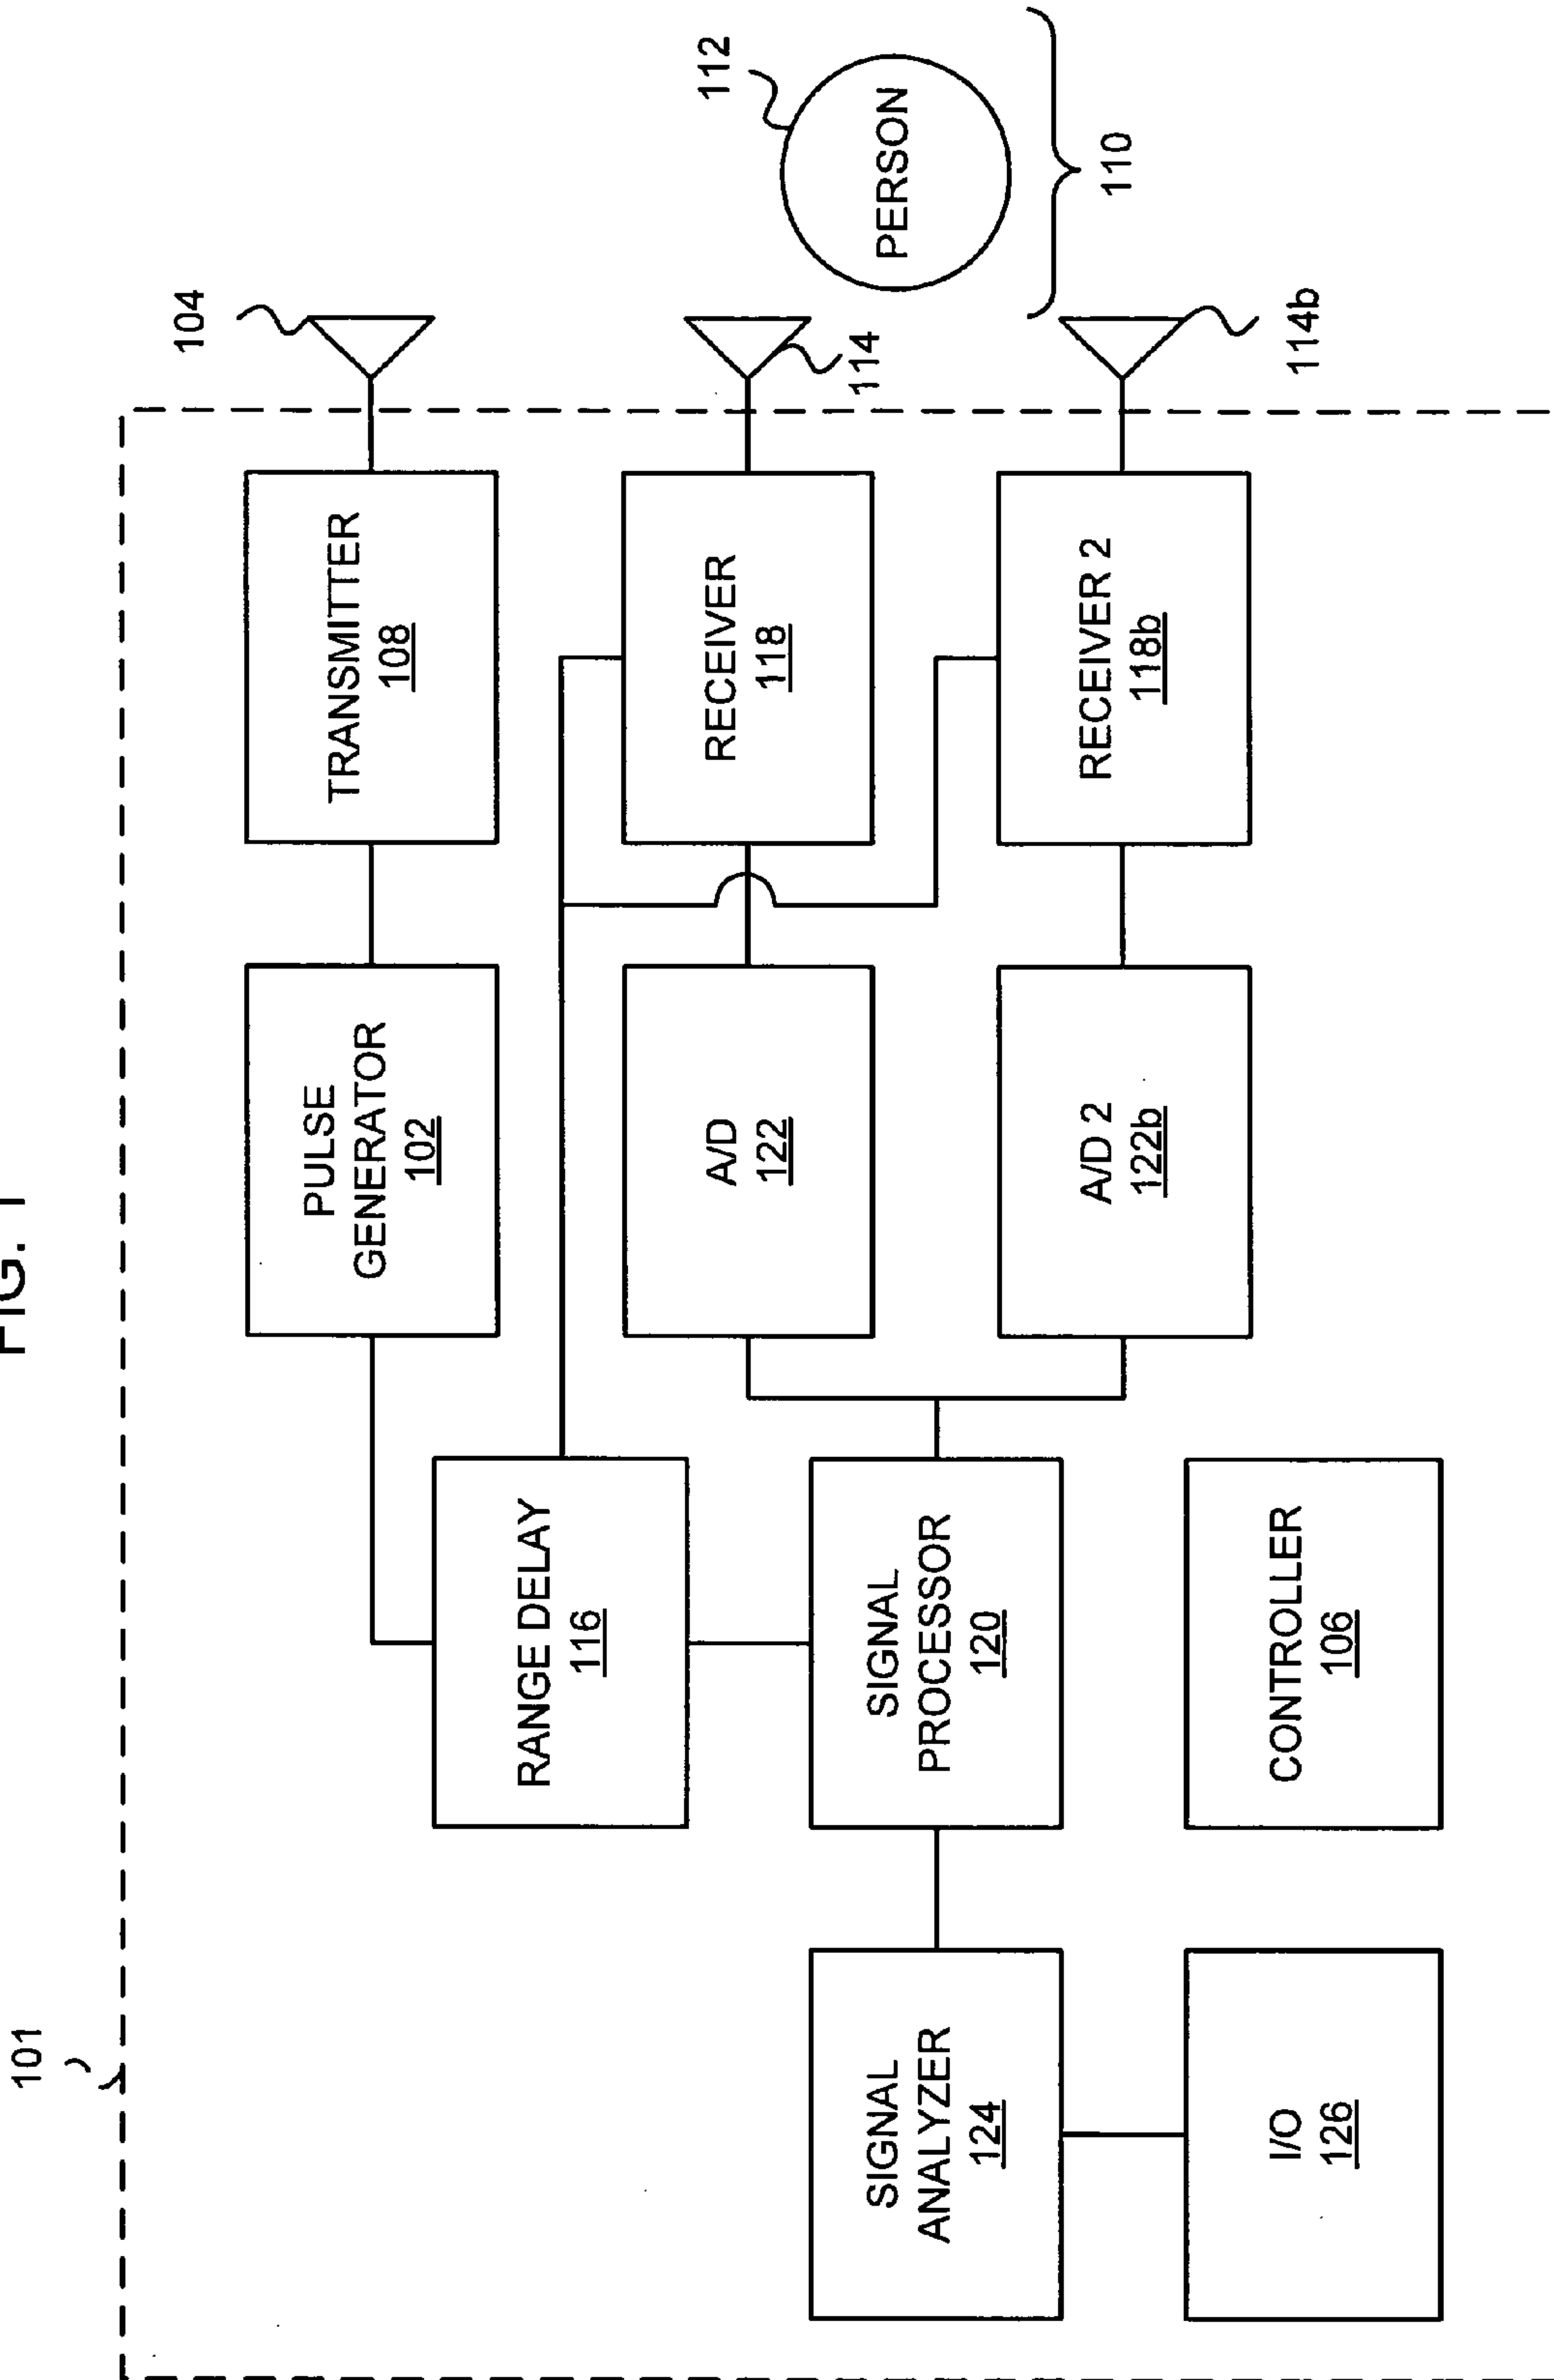 FIG. 1
101
104
TRANSMITTER
108
PULSE
GENERATOR
102
RANGE DELAY
116
112
PERSON
110
114
RECEIVER
118
A/D
122
SIGNAL
PROCESSOR
120
SIGNAL
ANALYZER
124
114b
RECEIVER 2
118b
A/D 2
122b
CONTROLLER
106
I/O
126